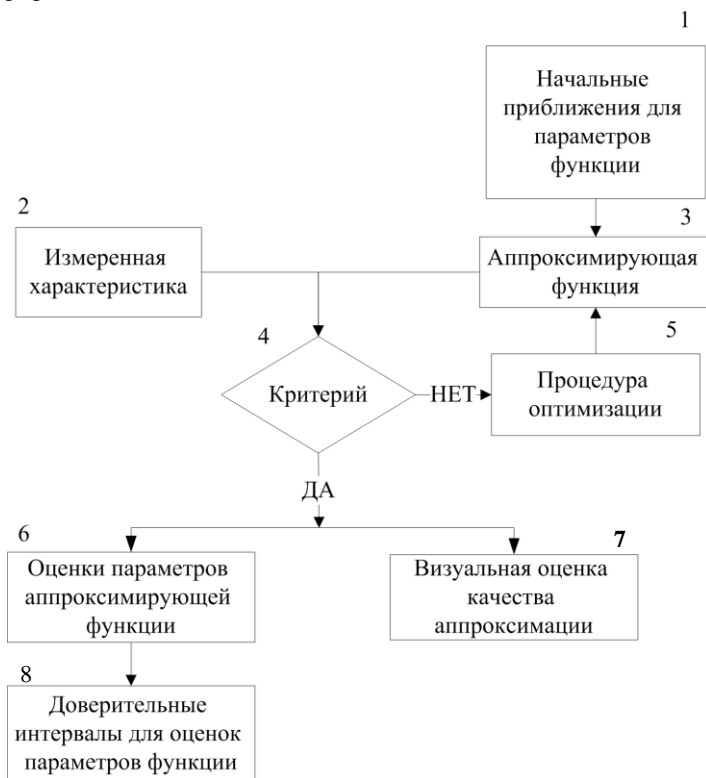 1
Начальные
приближения для
параметров
функции
2
3
Измеренная
характеристика
Аппроксимирующая
функция
4
5
Критерий
НЕТ
Процедура
оптимизации
ДА
6
7
Оценки параметров
аппроксимирующей
функции
Визуальная оценка
качества
аппроксимации
8
Доверительные
интервалы для оценок
параметров функции